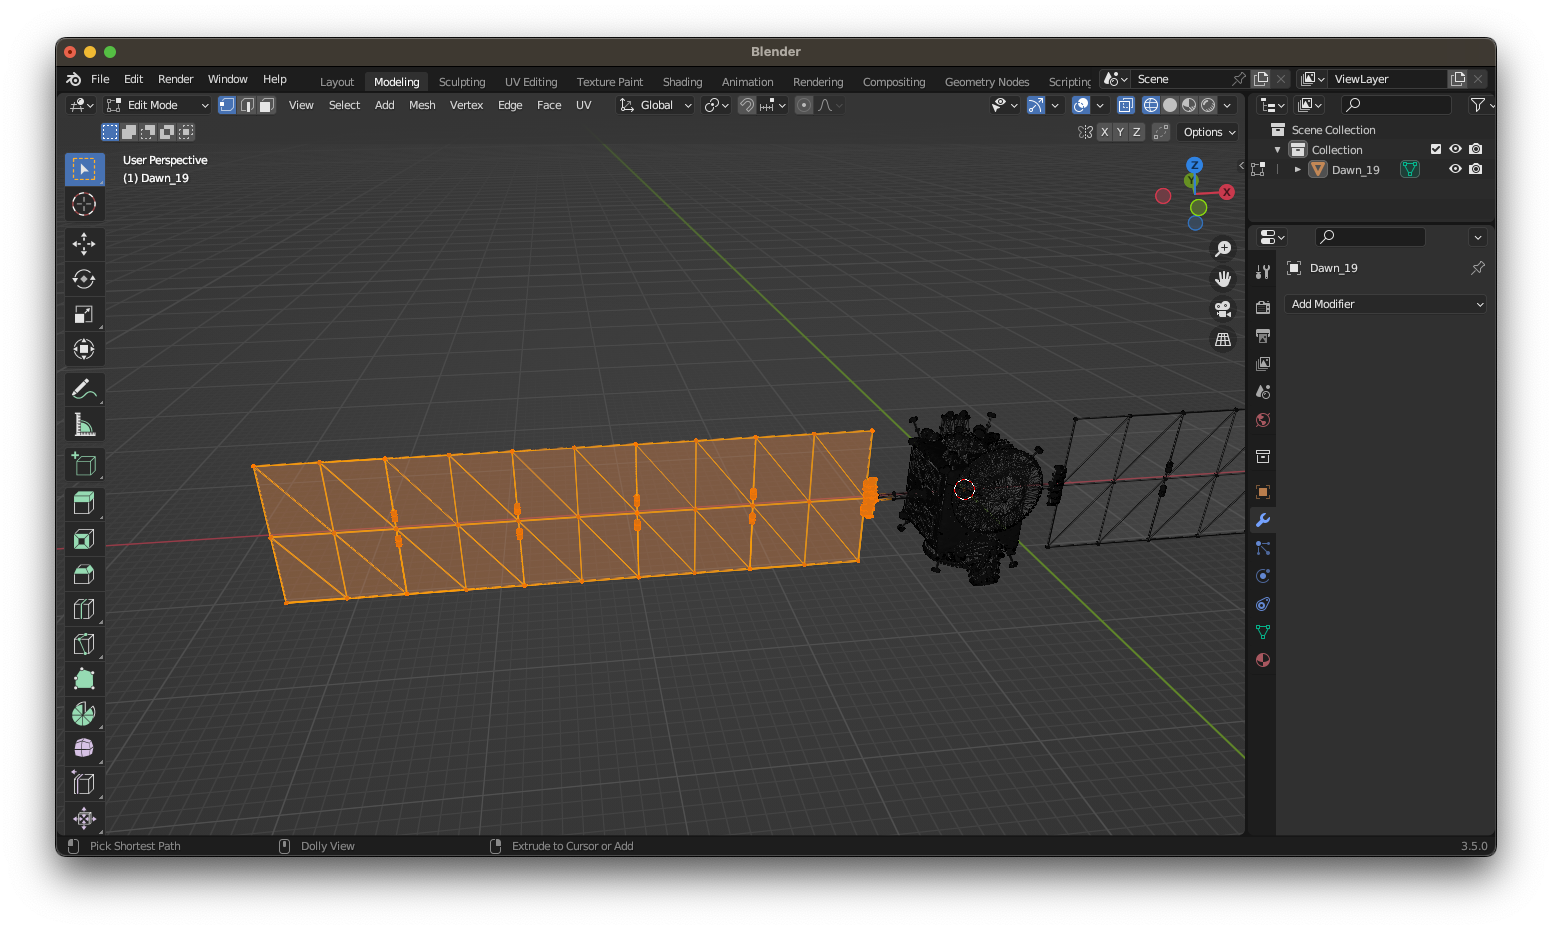 Blender
File Edit Render Window Help Layout Modeling Sculpting UV Editing Texture Paint Shading Animation Rendering Compositing Geometry Nodes Scripting Scene ViewLayer
Edit Mode View Select Add Mesh Vertex Edge Face UV Global
X Y Z Options
Scene Collection
Collection
Dawn_19
User Perspective
(1) Dawn_19
Z
Y
X
Dawn_19
Add Modifier
Pick Shortest Path Dolly View Extrude to Cursor or Add 3.5.0